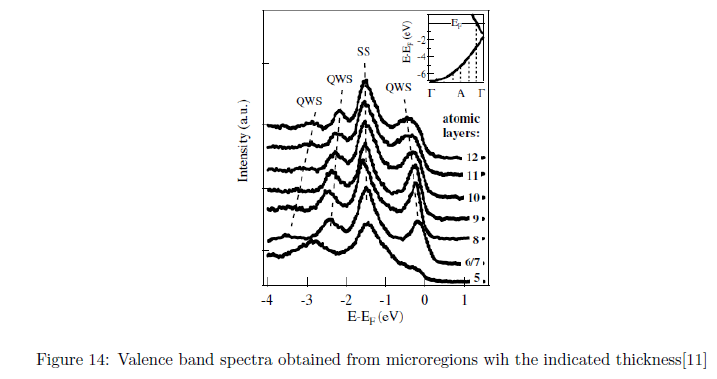 SS
QWS
QWS
QWS
E_F
E-E_F (eV)
-2
-4
-6
Γ A Γ
Intensity (a.u.)
atomic
layers:
12
11
10
9
8
6/7
5
-4 -3 -2 -1 0 1
E-E_F (eV)
Figure 14: Valence band spectra obtained from microregions wih the indicated thickness[11]